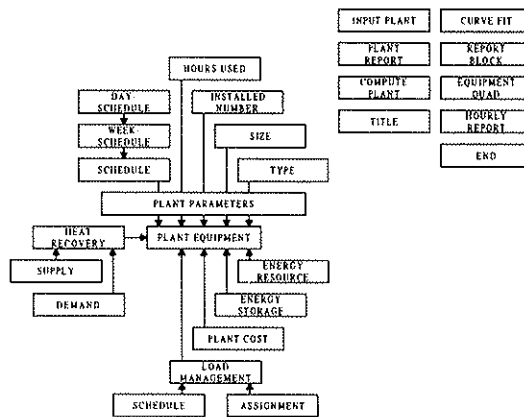 INPUT PLANT
CURVE FIT
PLANT
REPORT
REPORT
BLOCK
HOURS USED
COMPUTE
PLANT
EQUIPMENT
QUAD
DAY-
SCHEDULE
INSTALLED
NUMBER
TITLE
HOURLY
REPORT
WEEK-
SCHEDULE
SIZE
END
SCHEDULE
TYPE
PLANT PARAMETERS
HEAT
RECOVERY
PLANT EQUIPMENT
SUPPLY
ENERGY
RESOURCE
DEMAND
ENERGY
STORAGE
PLANT COST
LOAD
MANAGEMENT
SCHEDULE
ASSIGNMENT